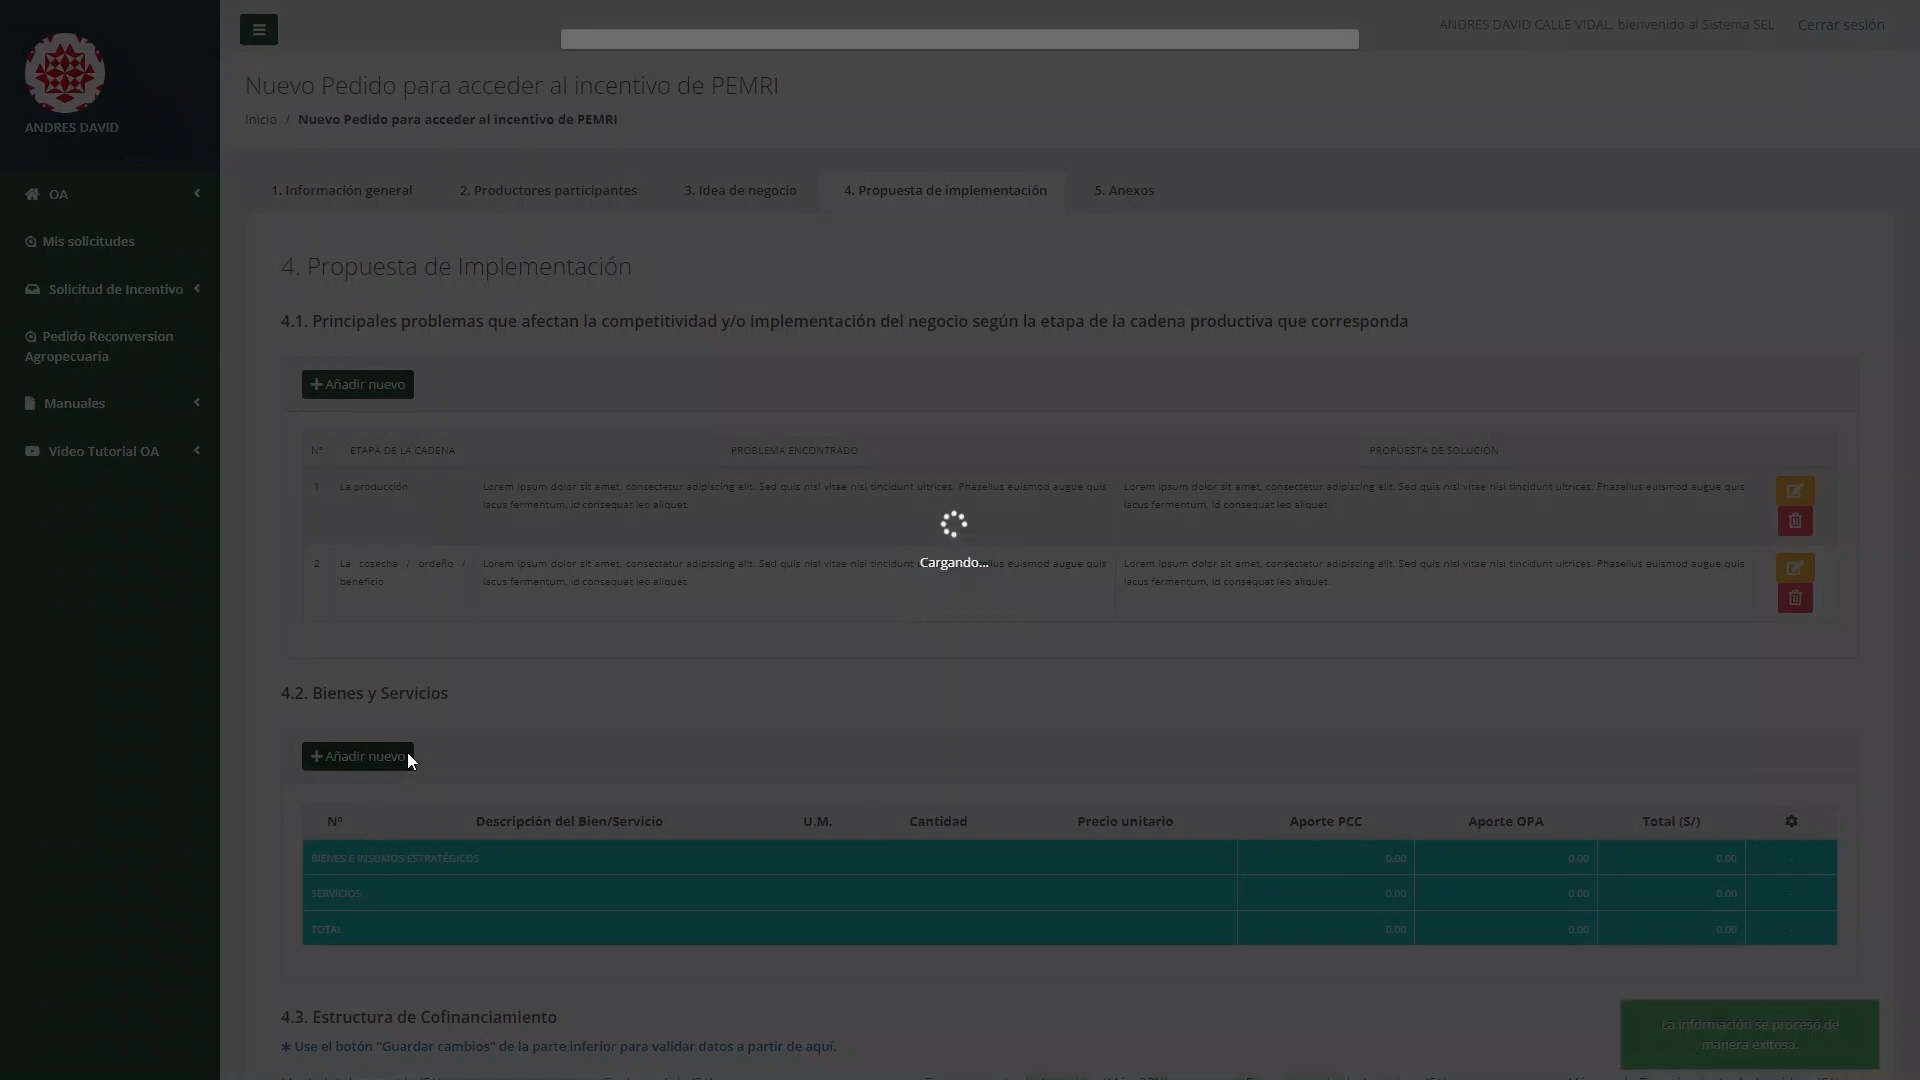 ANDRES DAVID CALLE VIDAL, bienvenido al Sistema SEL
Cerrar sesión
ANDRES DAVID
OA
Mis solicitudes
Solicitud de Incentivo
Pedido Reconversion
Agropecuaria
Manuales
Video Tutorial OA
Nuevo Pedido para acceder al incentivo de PEMRI
Inicio / Nuevo Pedido para acceder al incentivo de PEMRI
1. Información general
2. Productores participantes
3. Idea de negocio
4. Propuesta de implementación
5. Anexos
4. Propuesta de Implementación
4.1. Principales problemas que afectan la competitividad y/o implementación del negocio según la etapa de la cadena productiva que corresponda
Añadir nuevo
Nº ETAPA DE LA CADENA PROBLEMA ENCONTRADO PROPUESTA DE SOLUCIÓN
1 La producción
Lorem ipsum dolor sit amet, consectetur adipiscing elit. Sed quis nisl vitae nisi tincidunt ultrices. Phasellus euismod augue quis
lacus fermentum, id consequat leo aliquet.
Lorem ipsum dolor sit amet, consectetur adipiscing elit. Sed quis nisl vitae nisi tincidunt ultrices. Phasellus euismod augue quis
lacus fermentum, id consequat leo aliquet.
2 La cosecha / ordeño /
beneficio
Lorem ipsum dolor sit amet, consectetur adipiscing elit. Sed quis nisl vitae nisi tincidunt euismod augue quis
lacus fermentum, id consequat leo aliquet.
Lorem ipsum dolor sit amet, consectetur adipiscing elit. Sed quis nisl vitae nisi tincidunt ultrices. Phasellus euismod augue quis
lacus fermentum, id consequat leo aliquet.
Cargando...
4.2. Bienes y Servicios
Añadir nuevo
Nº Descripción del Bien/Servicio U.M. Cantidad Precio unitario Aporte PCC Aporte OPA Total (S/)
BIENES E INSUMOS ESTRATÉGICOS 0.00 0.00 0.00 -
SERVICIOS 0.00 0.00 0.00 -
TOTAL 0.00 0.00 0.00 -
4.3. Estructura de Cofinanciamiento
Use el botón "Guardar cambios" de la parte inferior para validar datos a partir de aquí.
La información se procesó de
manera exitosa.